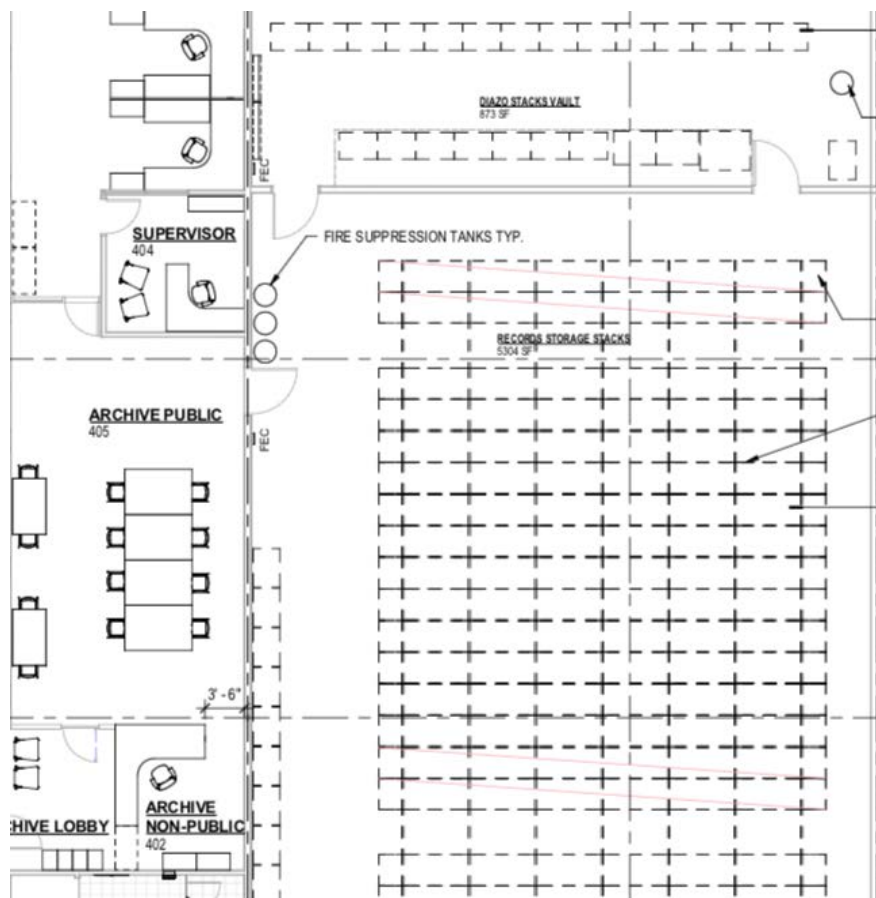 DIAZO STACKS VAULT
873 SF
FEC
SUPERVISOR
404
FIRE SUPPRESSION TANKS TYP.
RECORDS STORAGE STACKS
5304 SF
ARCHIVE PUBLIC
405
FEC
3' - 6"
ARCHIVE
NON-PUBLIC
402
HIVE LOBBY